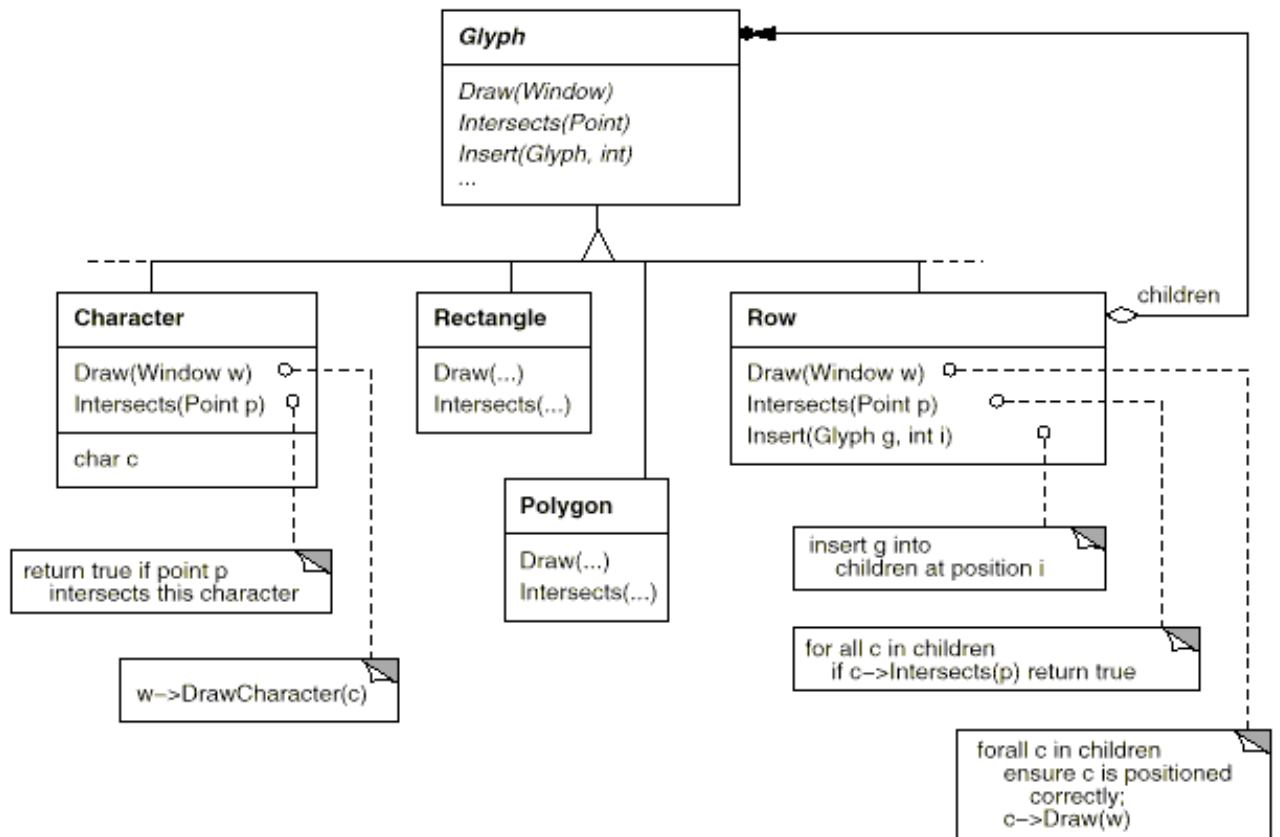 Glyph
Draw(Window)
Intersects(Point)
Insert(Glyph, int)
...
children
Character
Draw(Window w)
Intersects(Point p)
char c
Rectangle
Draw(...)
Intersects(...)
Row
Draw(Window w)
Intersects(Point p)
Insert(Glyph g, int i)
Polygon
Draw(...)
Intersects(...)
return true if point p
intersects this character
w->DrawCharacter(c)
insert g into
children at position i
for all c in children
if c->Intersects(p) return true
forall c in children
ensure c is positioned
correctly;
c->Draw(w)